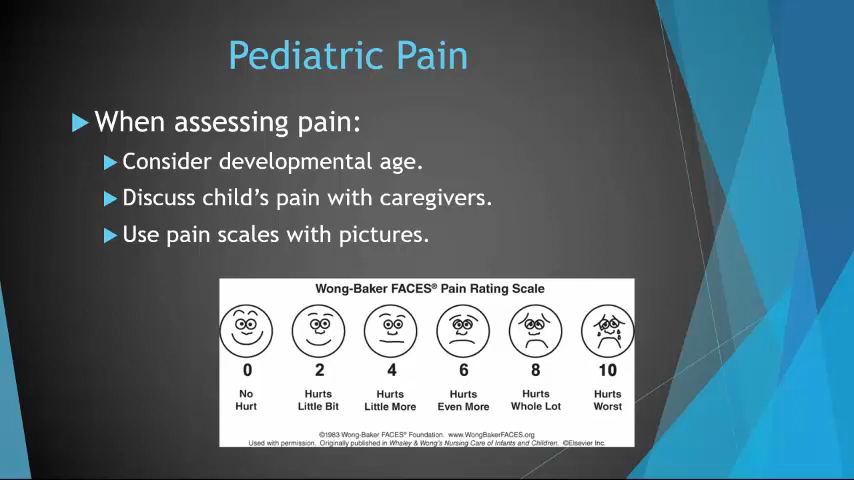 Pediatric Pain
When assessing pain:
Consider developmental age.
Discuss child's pain with caregivers.
Use pain scales with pictures.
Wong-Baker FACES® Pain Rating Scale
0 2 4 6 8 10
No Hurts Hurts Hurts Hurts Hurts
Hurt Little Bit Little More Even More Whole Lot Worst
©1983 Wong-Baker FACES® Foundation. www.WongBakerFACES.org
Used with permission. Originally published in Whaley & Wong's Nursing Care of Infants and Children. ©Elsevier Inc.